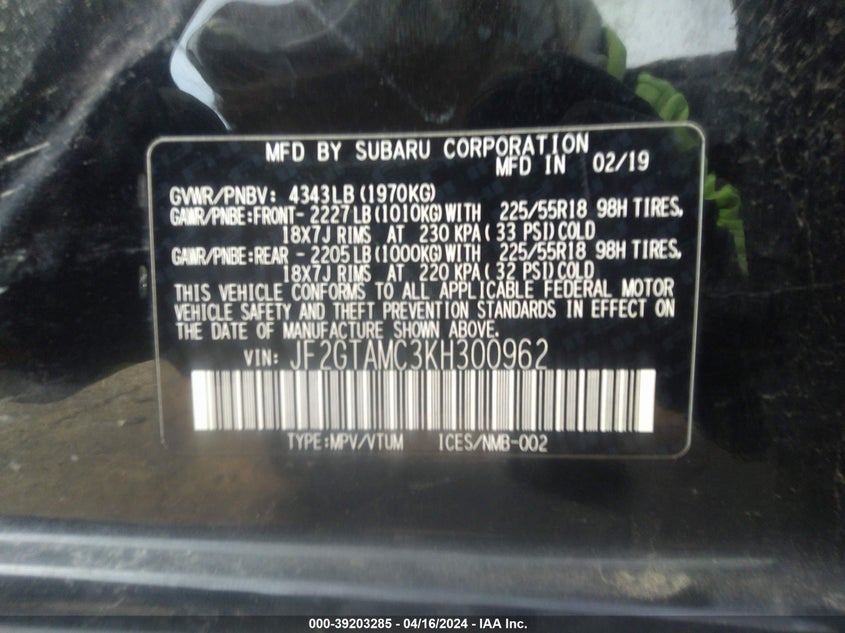 MFD BY SUBARU CORPORATION
MFD IN 02/19
GVWR/PNBV: 4343LB (1970KG)
GAWR/PNBE:FRONT- 2227LB (1010KG) WITH 225/55R18 98H TIRES,
18X7J RIMS AT 230 KPA ( 33 PSI) COLD
GAWR/PNBE:REAR - 2205LB (1000KG) WITH 225/55R18 98H TIRES,
18X7J RIMS AT 220 KPA ( 32 PSI) COLD
THIS VEHICLE CONFORMS TO ALL APPLICABLE FEDERAL MOTOR
VEHICLE SAFETY AND THEFT PREVENTION STANDARDS IN EFFECT ON
THE DATE OF MANUFACTURE SHOWN ABOVE.
VIN: JF2GTAMC3KH300962
TYPE:MPV/VTUM ICES/NMB-002
000-39203285 - 04/16/2024 - IAA Inc.